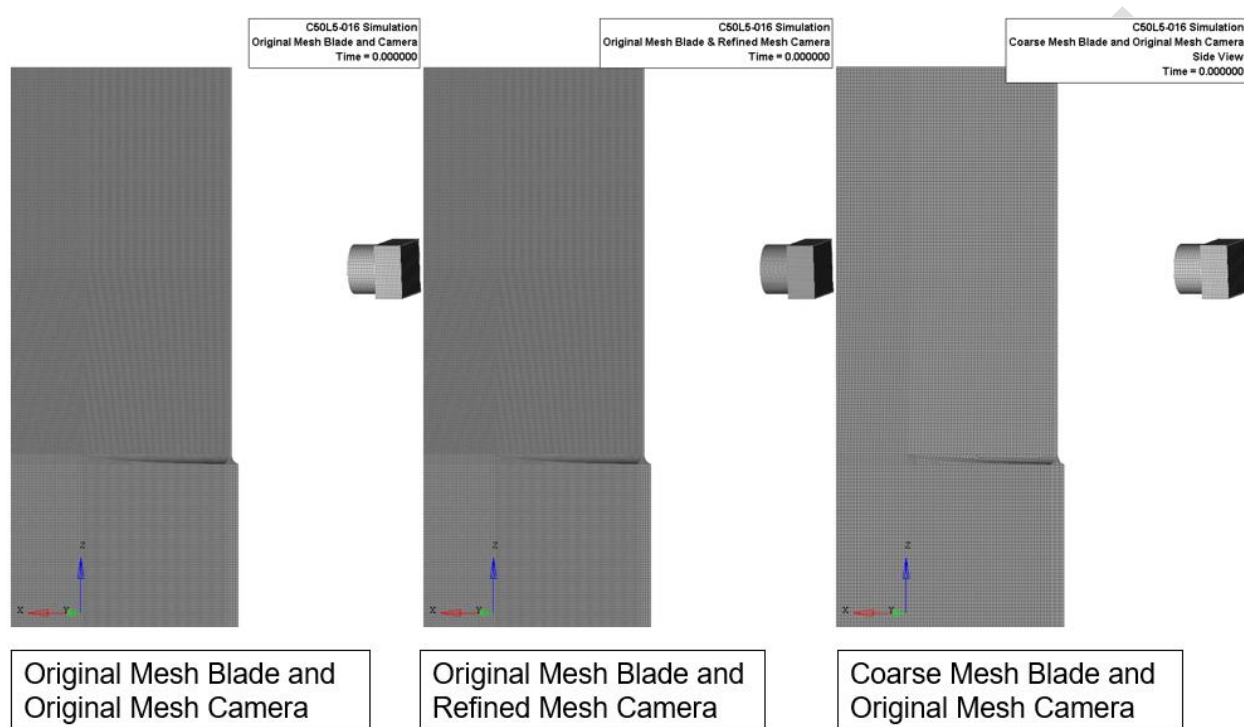 C50L5-016 Simulation
Original Mesh Blade and Camera
Time = 0.000000
C50L5-016 Simulation
Original Mesh Blade & Refined Mesh Camera
Time = 0.000000
C50L5-016 Simulation
Coarse Mesh Blade and Original Mesh Camera
Side View
Time = 0.000000
Z
X
Y
Z
X
Y
Z
X
Y
Original Mesh Blade and
Original Mesh Camera
Original Mesh Blade and
Refined Mesh Camera
Coarse Mesh Blade and
Original Mesh Camera